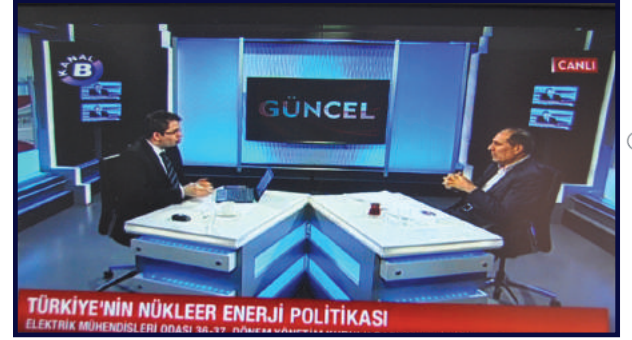 KANAL
B
CANLI
GÜNCEL
TÜRKİYE'NİN NÜKLEER ENERJİ POLİTİKASI
ELEKTRİK MÜHENDİSLERİ ODASI 36-37. DÖNEM YÖNETİM